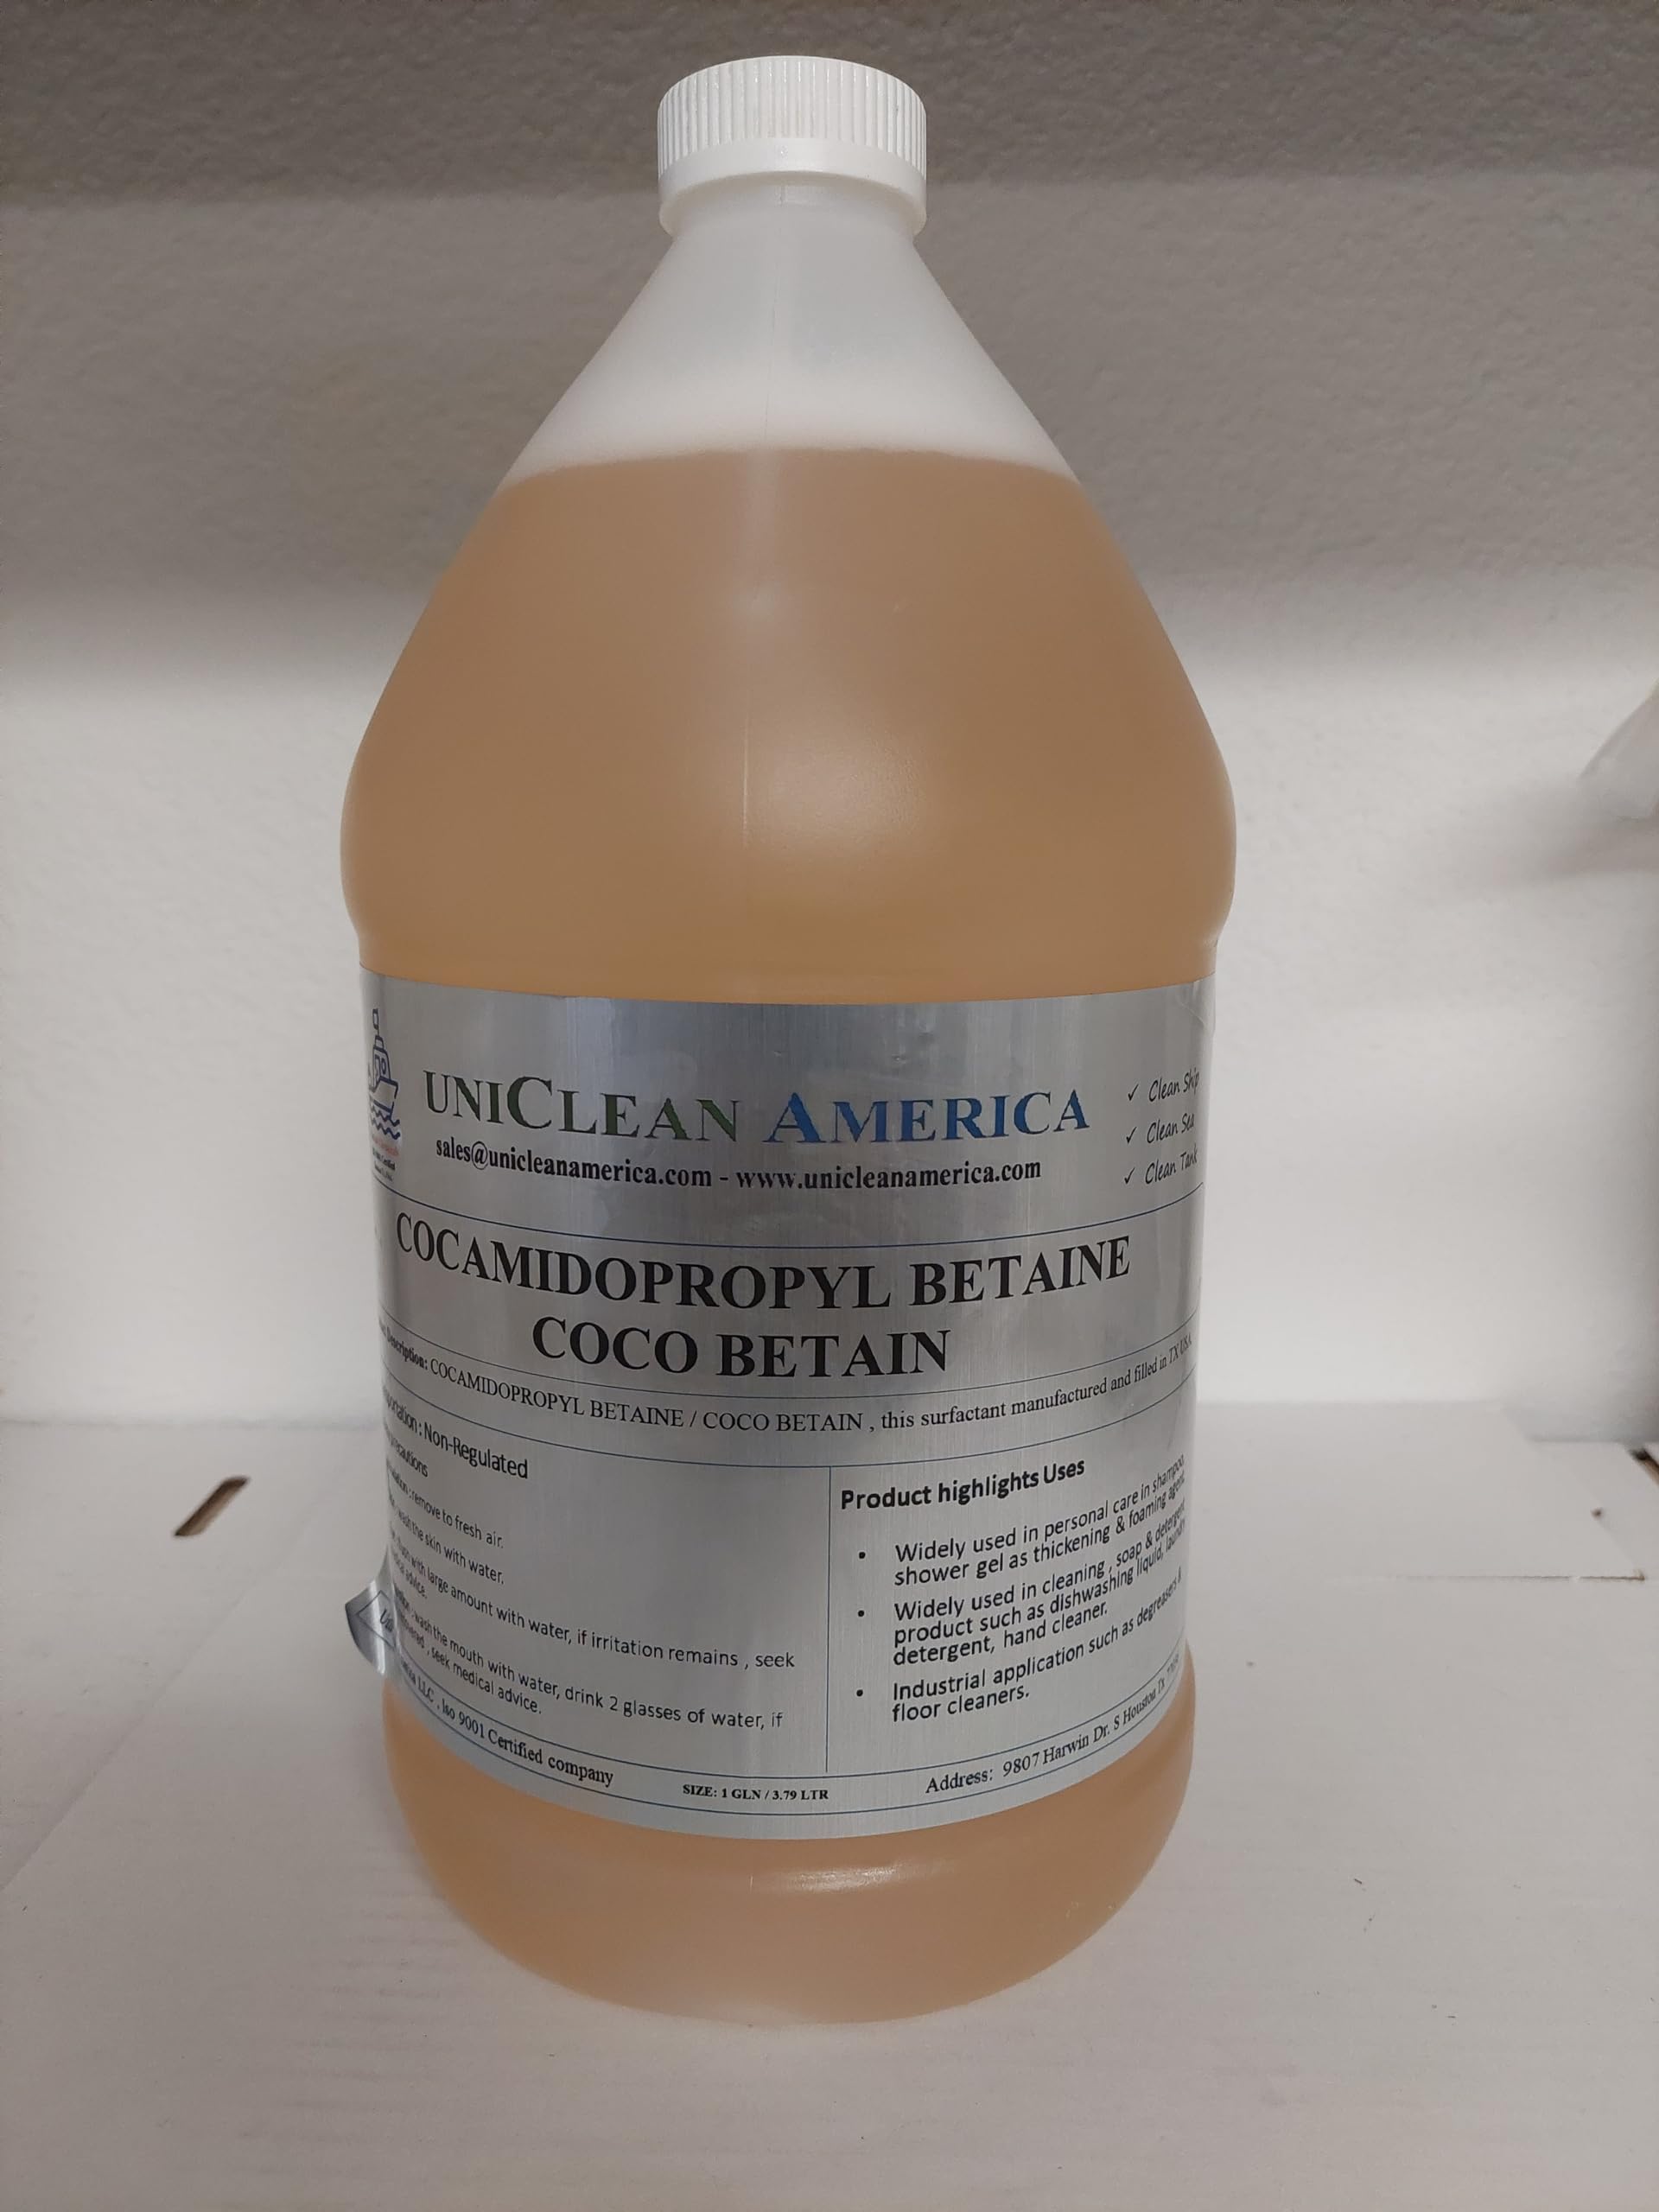 UNICLEAN AMERICA
sales@unicleanamerica.com - www.unicleanamerica.com
✓ Clean Ship
✓ Clean Sea
✓ Clean Tank
COCAMIDOPROPYL BETAINE
COCO BETAIN
Description: COCAMIDOPROPYL BETAINE / COCO BETAIN , this surfactant manufactured and filled in TX USA
: Non-Regulated
: remove to fresh air.
wash the skin with water.
with large amount with water, if irritation remains , seek
advice.
: wash the mouth with water, drink 2 glasses of water, if
, seek medical advice.
Product highlights Uses
• Widely used in personal care in shampoo,
shower gel as thickening & foaming agent
• Widely used in cleaning , soap & detergent
product such as dishwashing liquid, laundry
detergent, hand cleaner.
• Industrial application such as degreasers &
floor cleaners.
LLC . Iso 9001 Certified company
SIZE: 1 GLN / 3.79 LTR
Address: 9807 Harwin Dr. S Houston TX